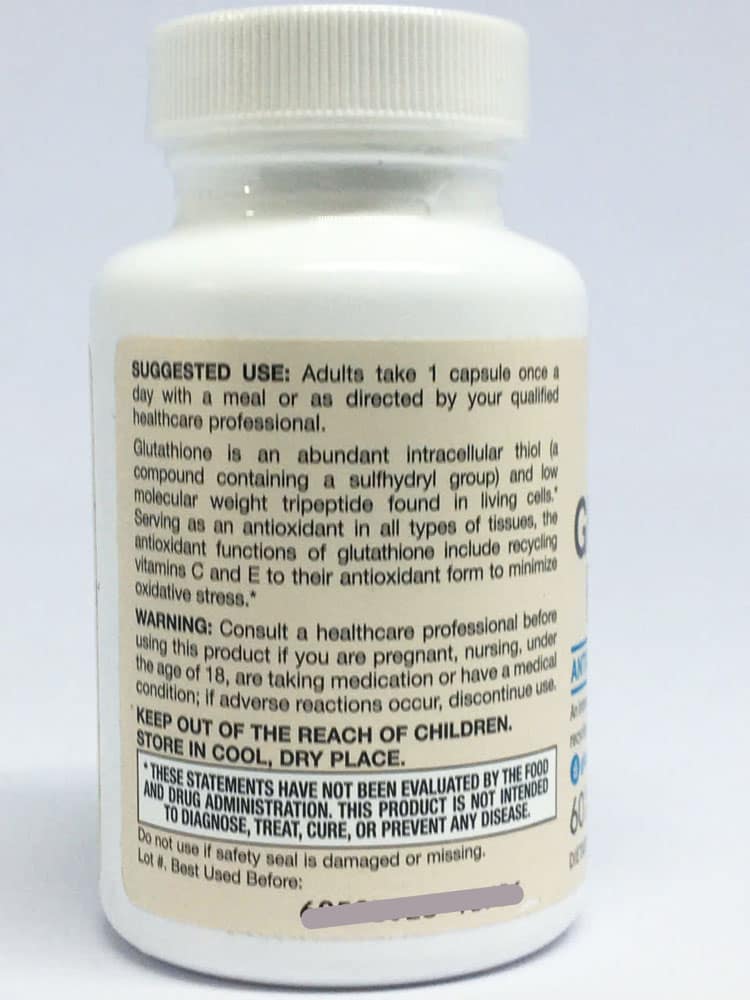 SUGGESTED USE: Adults take 1 capsule once a
day with a meal or as directed by your qualified
healthcare professional.
Glutathione is an abundant intracellular thiol (a
compound containing a sulfhydryl group) and low
molecular weight tripeptide found in living cells.*
Serving as an antioxidant in all types of tissues, the
antioxidant functions of glutathione include recycling
vitamins C and E to their antioxidant form to minimize
oxidative stress.*
WARNING: Consult a healthcare professional before
using this product if you are pregnant, nursing, under
the age of 18, are taking medication or have a medical
condition; if adverse reactions occur, discontinue use.
KEEP OUT OF THE REACH OF CHILDREN.
STORE IN COOL, DRY PLACE.
* THESE STATEMENTS HAVE NOT BEEN EVALUATED BY THE FOOD
AND DRUG ADMINISTRATION. THIS PRODUCT IS NOT INTENDED
TO DIAGNOSE, TREAT, CURE, OR PREVENT ANY DISEASE.
Do not use if safety seal is damaged or missing.
Lot #. Best Used Before:
G
ANT
60